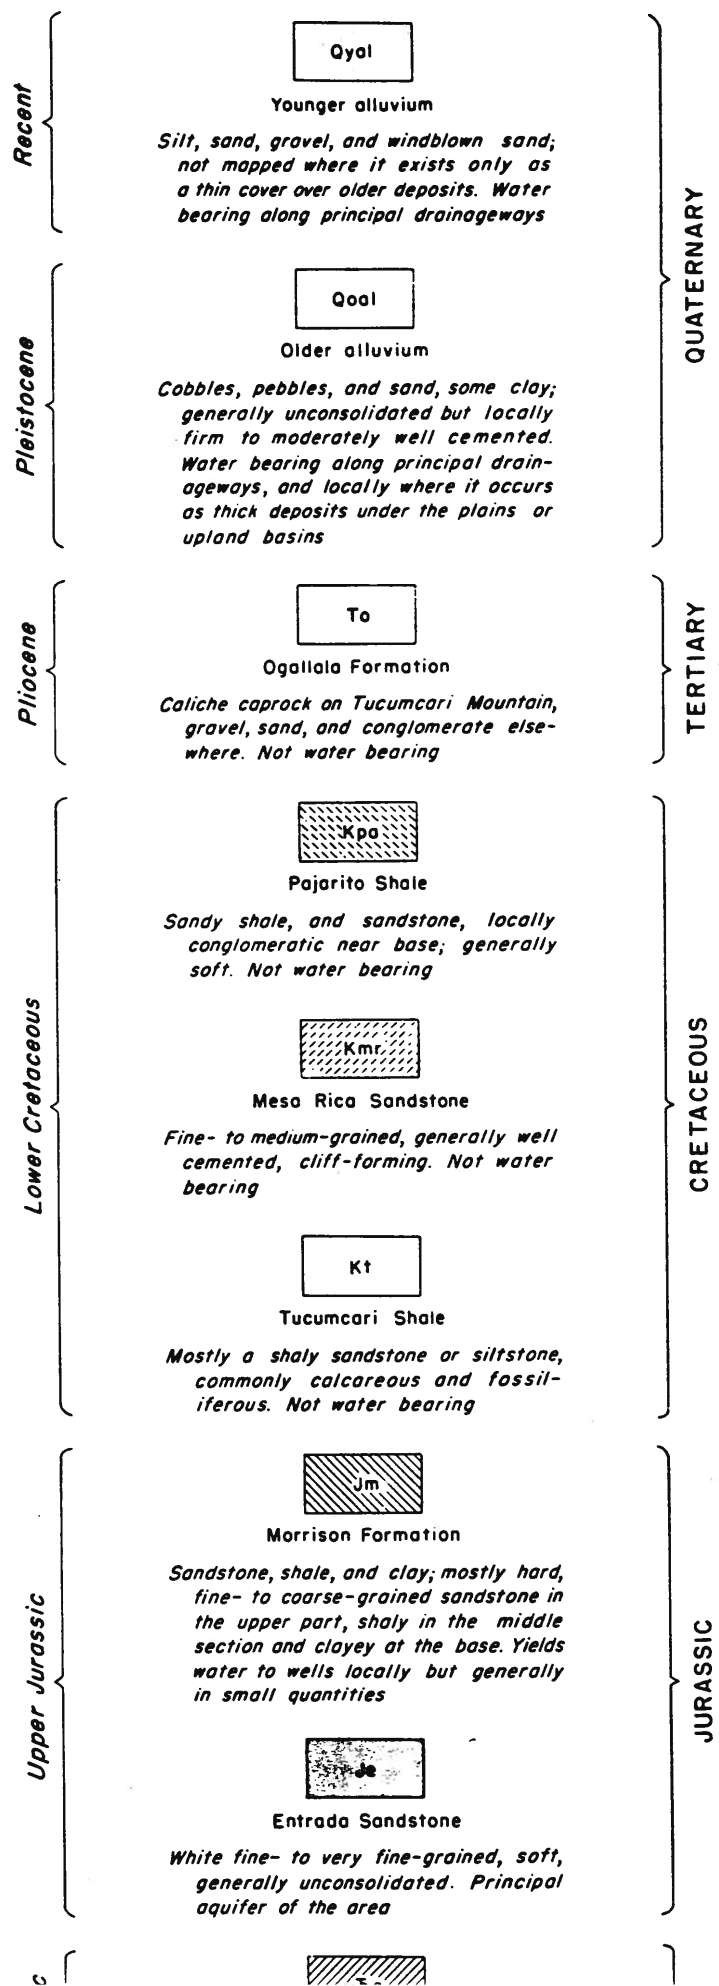 Recent
Qyal
Younger alluvium
Silt, sand, gravel, and windblown sand;
not mapped where it exists only as
a thin cover over older deposits. Water
bearing along principal drainageways
QUATERNARY
Pleistocene
Qoal
Older alluvium
Cobbles, pebbles, and sand, some clay;
generally unconsolidated but locally
firm to moderately well cemented.
Water bearing along principal drain-
ageways, and locally where it occurs
as thick deposits under the plains or
upland basins
Pliocene
To
Ogallala Formation
Caliche caprock on Tucumcari Mountain,
gravel, sand, and conglomerate else-
where. Not water bearing
TERTIARY
Lower Cretaceous
Kpa
Pajarito Shale
Sandy shale, and sandstone, locally
conglomeratic near base; generally
soft. Not water bearing
Kmr
Mesa Rica Sandstone
Fine- to medium-grained, generally well
cemented, cliff-forming. Not water
bearing
CRETACEOUS
Kt
Tucumcari Shale
Mostly a shaly sandstone or siltstone,
commonly calcareous and fossil-
iferous. Not water bearing
Upper Jurassic
Jm
Morrison Formation
Sandstone, shale, and clay; mostly hard,
fine- to coarse-grained sandstone in
the upper part, shaly in the middle
section and clayey at the base. Yields
water to wells locally but generally
in small quantities
JURASSIC
Je
Entrada Sandstone
White fine- to very fine-grained, soft,
generally unconsolidated. Principal
aquifer of the area